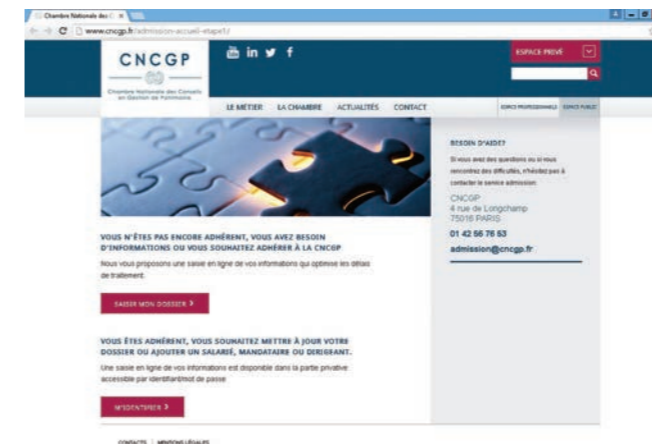 Chambre Nationale des C
www.cncgp.fr/admission-accueil-etape1/
CNCGP
Chambre Nationale des Conseils
en Gestion de Patrimoine
in
f
ESPACE PRIVÉ
LE MÉTIER LA CHAMBRE ACTUALITÉS CONTACT
ESPACE PROFESSIONNELS ESPACE PUBLIC
VOUS N'ÊTES PAS ENCORE ADHÉRENT, VOUS AVEZ BESOIN
D'INFORMATIONS OU VOUS SOUHAITEZ ADHÉRER À LA CNCGP
Nous vous proposons une saisie en ligne de vos informations qui optimise les délais
de traitement.
SAISIR MON DOSSIER
VOUS ÊTES ADHÉRENT, VOUS SOUHAITEZ METTRE À JOUR VOTRE
DOSSIER OU AJOUTER UN SALARIÉ, MANDATAIRE OU DIRIGEANT.
Une saisie en ligne de vos informations est disponible dans la partie privative
accessible par identifiant/mot de passe
M'IDENTIFIER
BESOIN D'AIDE?
Si vous avez des questions ou si vous
rencontrez des difficultés, n'hésitez pas à
contacter le service admission:
CNCGP
4 rue de Longchamp
75016 PARIS
01 42 56 76 53
admission@cncgp.fr
CONTACTS | MENTIONS LÉGALES